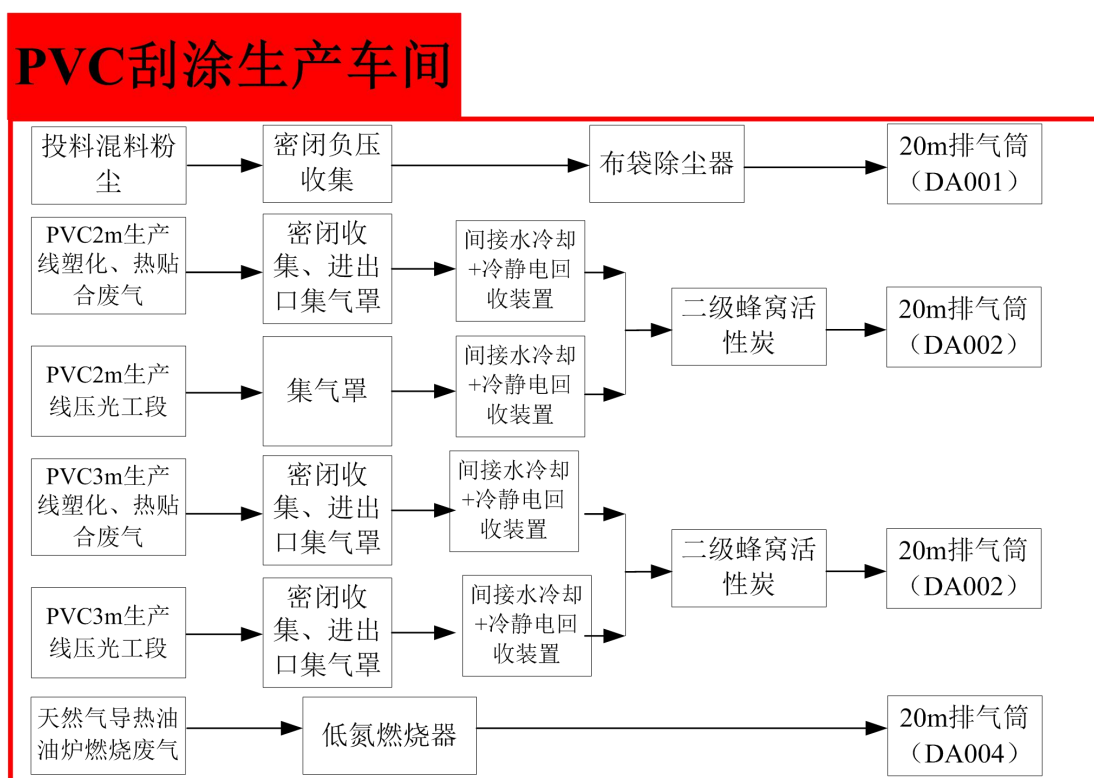 PVC刮涂生产车间
投料混料粉
尘
密闭负压
收集
布袋除尘器
20m排气筒
（DA001）
PVC2m生产
线塑化、热贴
合废气
密闭收
集、进出
口集气罩
间接水冷却
+冷静电回
收装置
二级蜂窝活
性炭
20m排气筒
（DA002）
PVC2m生产
线压光工段
集气罩
间接水冷却
+冷静电回
收装置
PVC3m生产
线塑化、热贴
合废气
密闭收
集、进出
口集气罩
间接水冷却
+冷静电回
收装置
二级蜂窝活
性炭
20m排气筒
（DA002）
PVC3m生产
线压光工段
密闭收
集、进出
口集气罩
间接水冷却
+冷静电回
收装置
天然气导热油
油炉燃烧废气
低氮燃烧器
20m排气筒
（DA004）